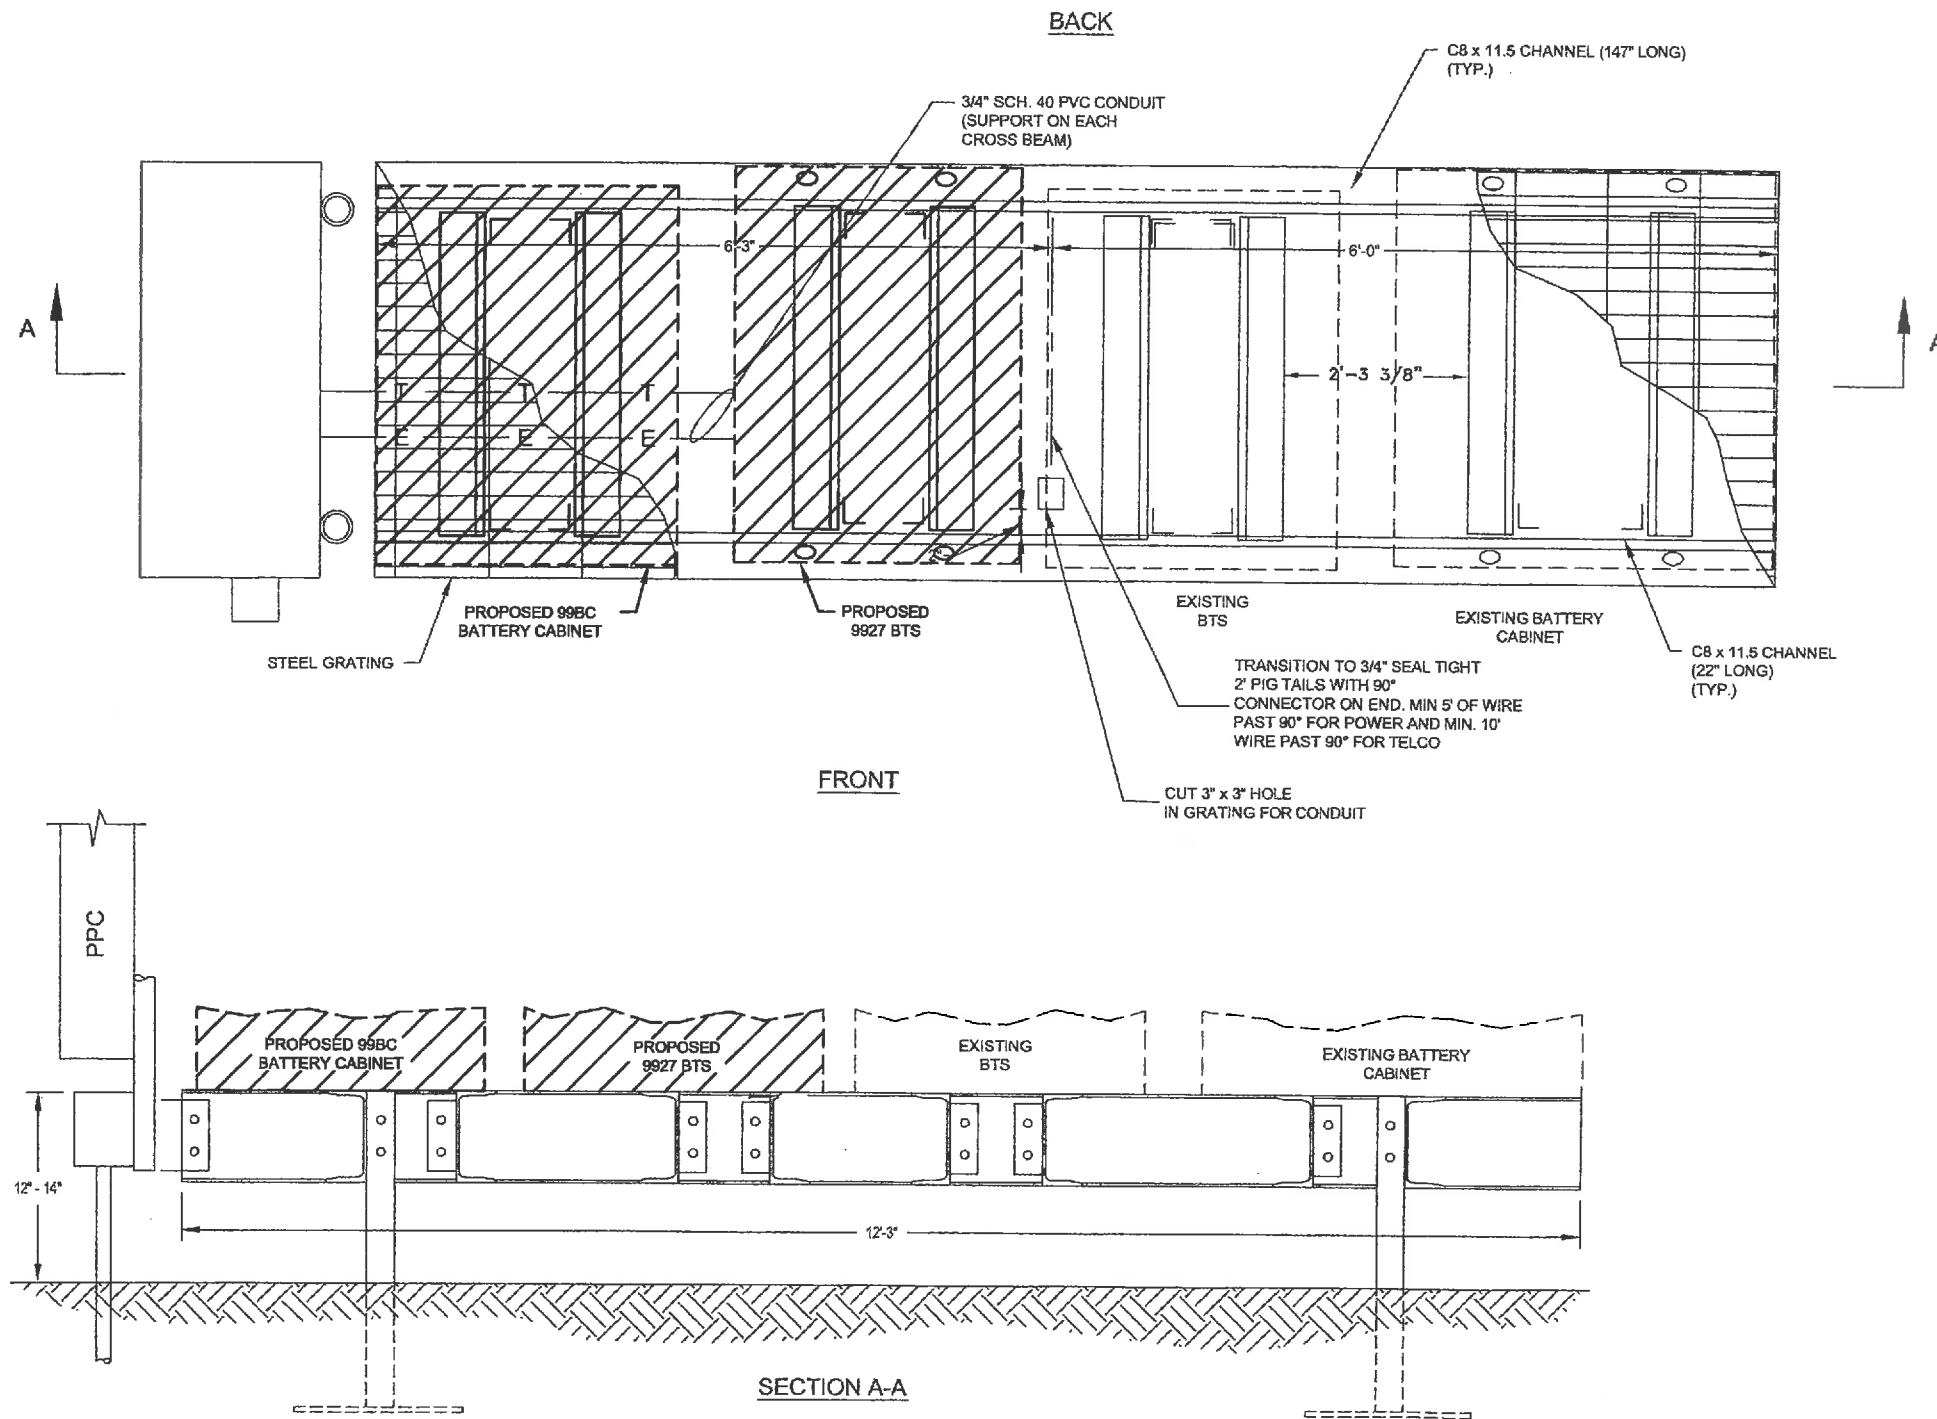 BACK
C8 x 11.5 CHANNEL (147" LONG)
(TYP.)
3/4" SCH. 40 PVC CONDUIT
(SUPPORT ON EACH
CROSS BEAM)
6'-3"
6'-0"
A
A
2'-3 3/8"
T T T
E E E
PROPOSED 99BC
BATTERY CABINET
PROPOSED
9927 BTS
EXISTING
BTS
EXISTING BATTERY
CABINET
STEEL GRATING
C8 x 11.5 CHANNEL
(22" LONG)
(TYP.)
TRANSITION TO 3/4" SEAL TIGHT
2' PIG TAILS WITH 90°
CONNECTOR ON END. MIN 5' OF WIRE
PAST 90° FOR POWER AND MIN. 10'
WIRE PAST 90° FOR TELCO
FRONT
CUT 3" x 3" HOLE
IN GRATING FOR CONDUIT
PPC
PROPOSED 99BC
BATTERY CABINET
PROPOSED
9927 BTS
EXISTING
BTS
EXISTING BATTERY
CABINET
12" - 14"
12'-3"
SECTION A-A